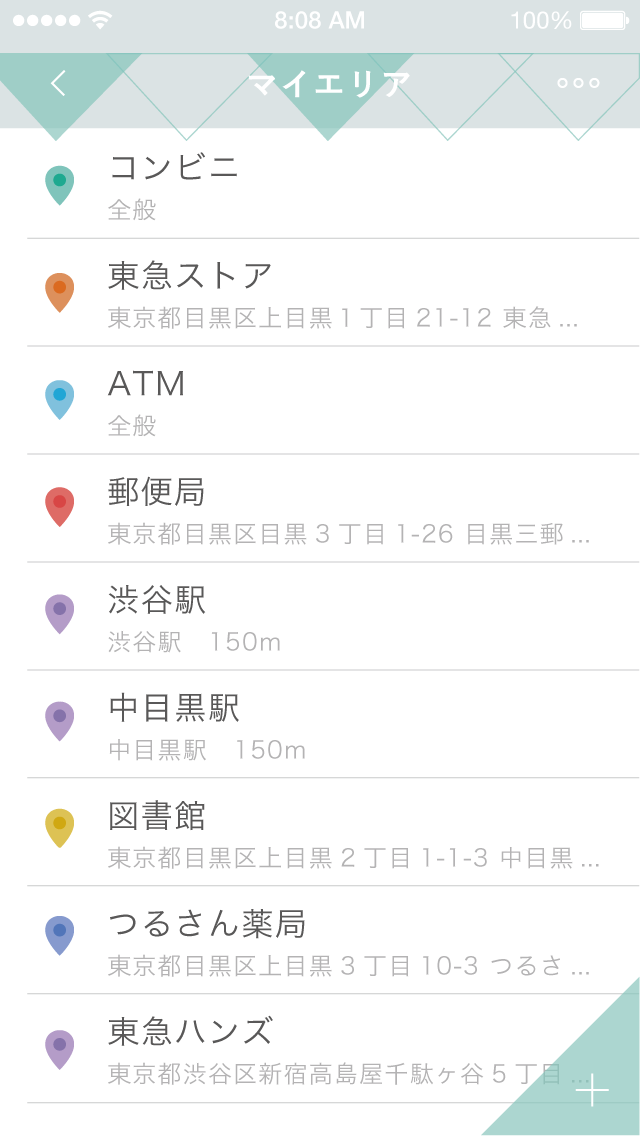 8:08 AM 100%
マイエリア
コンビニ
全般
東急ストア
東京都目黒区上目黒1丁目21-12 東急...
ATM
全般
郵便局
東京都目黒区目黒3丁目1-26 目黒三郵...
渋谷駅
渋谷駅　150m
中目黒駅
中目黒駅　150m
図書館
東京都目黒区上目黒2丁目1-1-3 中目黒...
つるさん薬局
東京都目黒区上目黒3丁目10-3 つるさ...
東急ハンズ
東京都渋谷区新宿高島屋千駄ヶ谷5丁目...